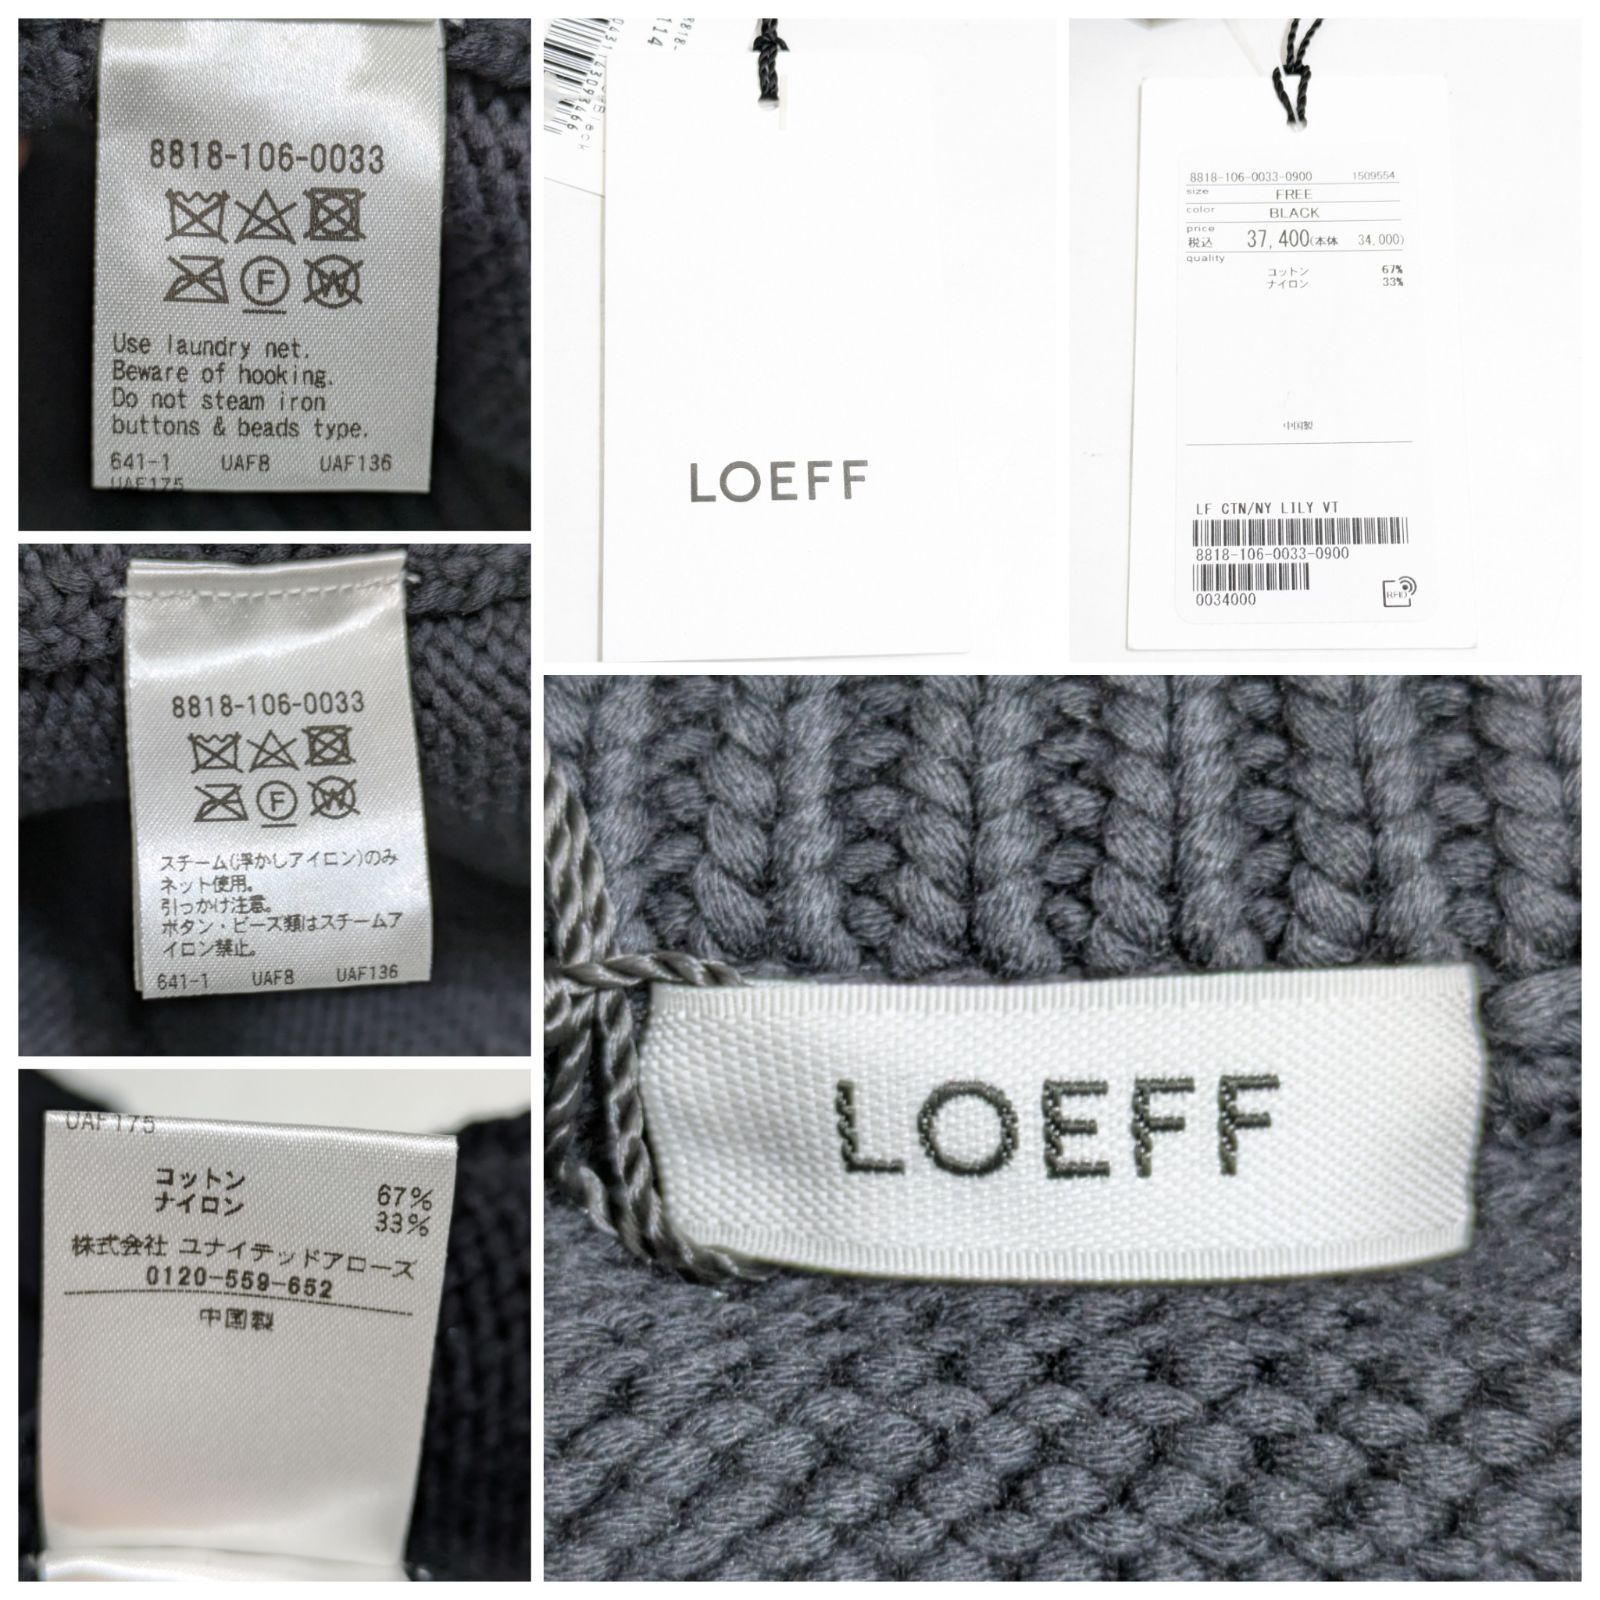 8818-106-0033
F
W
Use laundry net.
Beware of hooking.
Do not steam iron
buttons & beads type.
641-1 UAF8 UAF136
UAF175
8818-106-0033
F
W
スチーム(浮かしアイロン)のみ
ネット使用。
引っかけ注意。
ボタン・ビーズ類はスチームア
イロン禁止。
641-1 UAF8 UAF136
UAF175
コットン 67%
ナイロン 33%
株式会社 ユナイテッドアローズ
0120-559-652
中国製
8818-
114
Black
LOEFF
8818-106-0033-0900 1509554
size FREE
color BLACK
price
税込 37,400(本体 34,000)
quality
コットン 67%
ナイロン 33%
中国製
LF CTN/NY LILY VT
8818-106-0033-0900
0034000
RFID
LOEFF